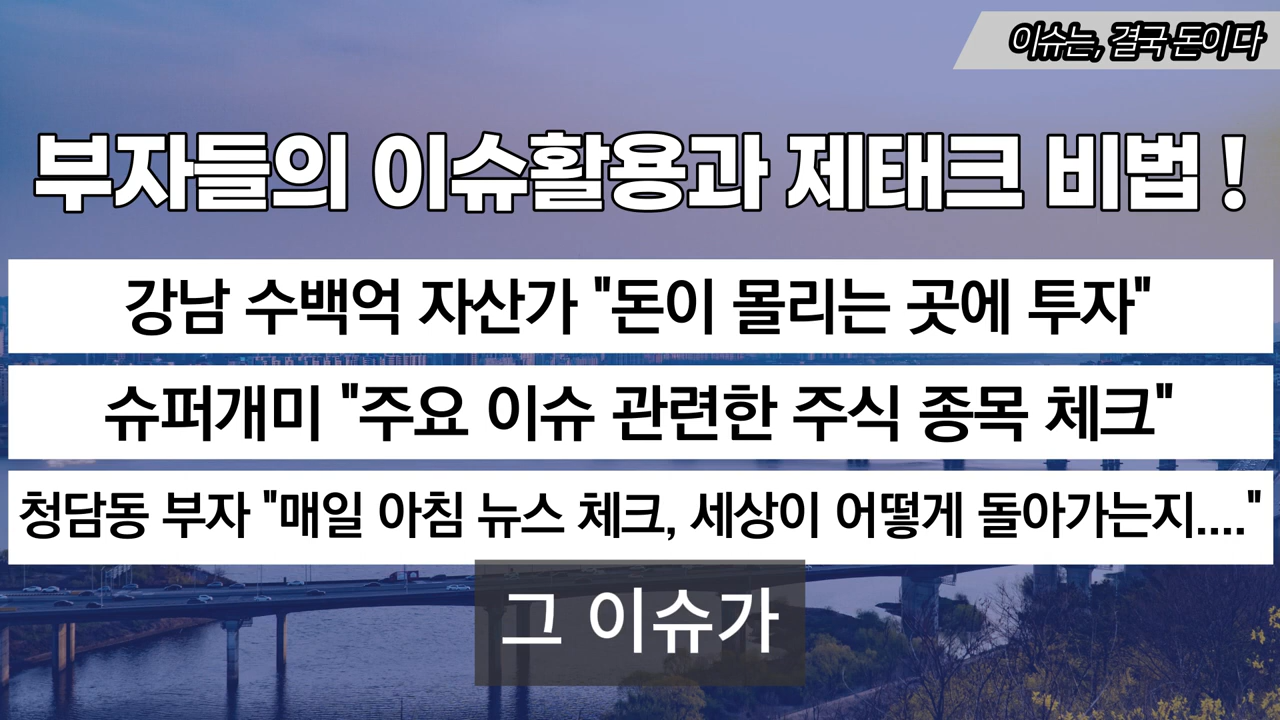 이슈는, 결국 돈이다
부자들의 이슈활용과 제태크 비법 !
강남 수백억 자산가 "돈이 몰리는 곳에 투자"
슈퍼개미 "주요 이슈 관련한 주식 종목 체크"
청담동 부자 "매일 아침 뉴스 체크, 세상이 어떻게 돌아가는지...."
그 이슈가